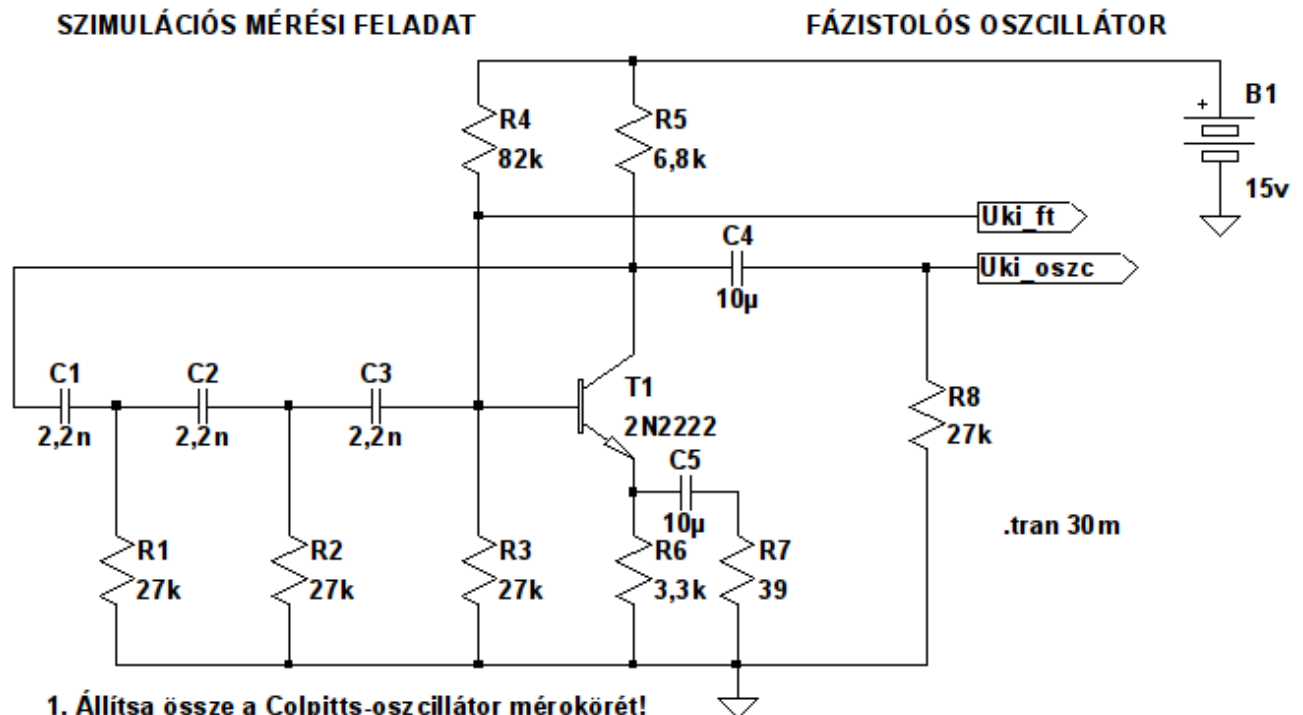 SZIMULÁCIÓS MÉRÉSI FELADAT
FÁZISTOLÓS OSZCILLÁTOR
R4
82k
R5
6,8k
B1
+
15v
Uki_ft
C4
10µ
Uki_oszc
C1
2,2n
C2
2,2n
C3
2,2n
T1
2N2222
R8
27k
C5
10µ
.tran 30m
R1
27k
R2
27k
R3
27k
R6
3,3k
R7
39
1. Állítsa össze a Colpitts-oszcillátor mérokörét!